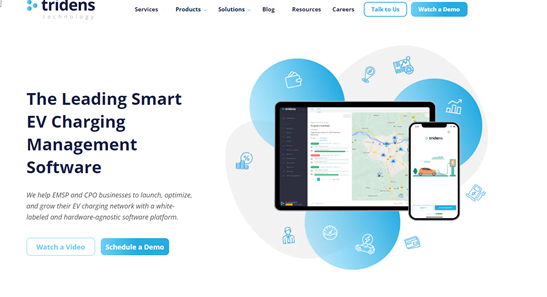 tridens
technology
Services
Products
Solutions
Blog
Resources
Careers
Talk to Us
Watch a Demo
The Leading Smart
EV Charging
Management
Software
We help EMSP and CPO businesses to launch, optimize,
and grow their EV charging network with a white-
labeled and hardware-agnostic software platform.
Watch a Video
Schedule a Demo
tridens
tridens